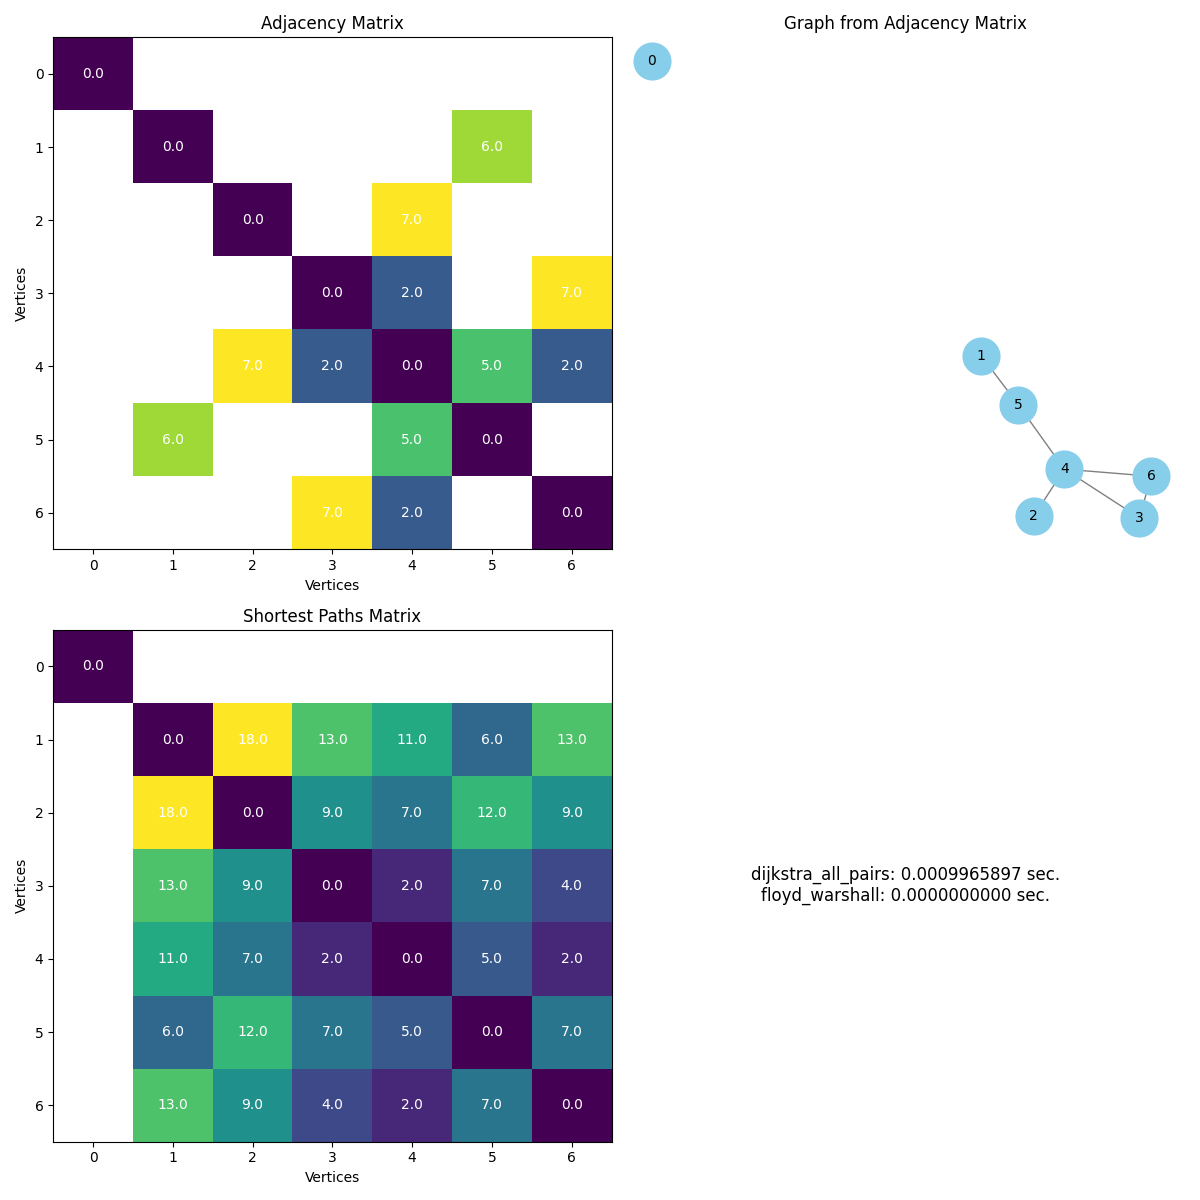 Adjacency Matrix
Vertices
0 0.0
1 0.0 6.0
2 0.0 7.0
3 0.0 2.0 7.0
4 7.0 2.0 0.0 5.0 2.0
5 6.0 5.0 0.0
6 7.0 2.0 0.0
0 1 2 3 4 5 6
Vertices
Graph from Adjacency Matrix
0
1
5
4
6
2
3
Shortest Paths Matrix
Vertices
0 0.0
1 0.0 18.0 13.0 11.0 6.0 13.0
2 18.0 0.0 9.0 7.0 12.0 9.0
3 13.0 9.0 0.0 2.0 7.0 4.0
4 11.0 7.0 2.0 0.0 5.0 2.0
5 6.0 12.0 7.0 5.0 0.0 7.0
6 13.0 9.0 4.0 2.0 7.0 0.0
0 1 2 3 4 5 6
Vertices
dijkstra_all_pairs: 0.0009965897 sec.
floyd_warshall: 0.0000000000 sec.